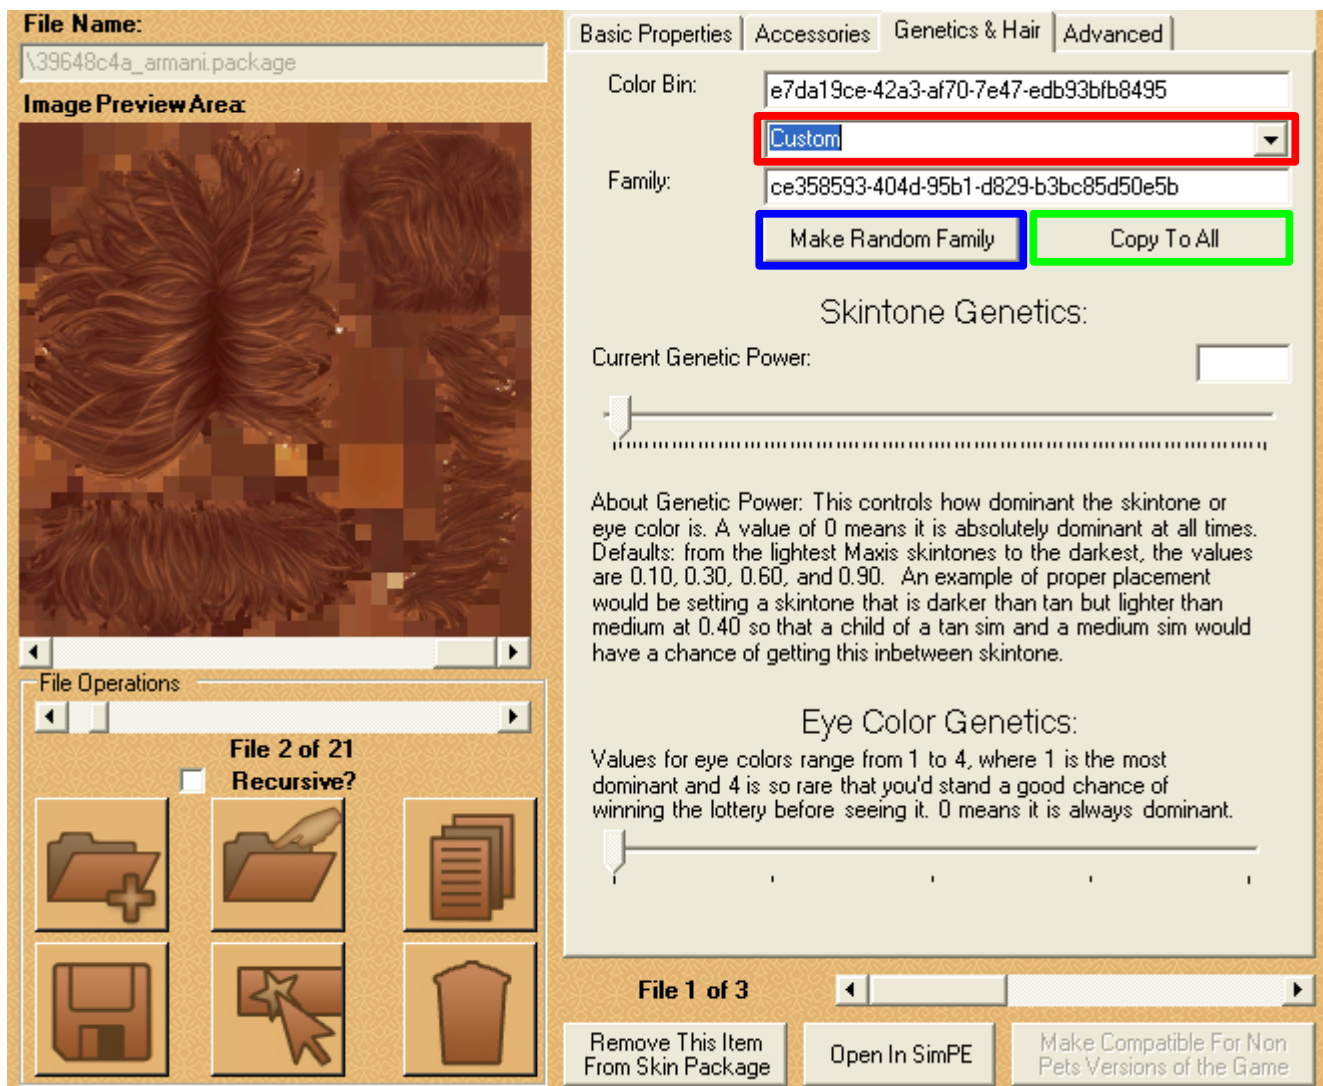 File Name:
\39648c4a_armani.package
Image Preview Area:
File Operations
File 2 of 21
Recursive?
Basic Properties
Accessories
Genetics & Hair
Advanced
Color Bin:
e7da19ce-42a3-af70-7e47-edb93bfb8495
Custom
Family:
ce358593-404d-95b1-d829-b3bc85d50e5b
Make Random Family
Copy To All
Skintone Genetics:
Current Genetic Power:
About Genetic Power: This controls how dominant the skintone or
eye color is. A value of 0 means it is absolutely dominant at all times.
Defaults: from the lightest Maxis skintones to the darkest, the values
are 0.10, 0.30, 0.60, and 0.90.  An example of proper placement
would be setting a skintone that is darker than tan but lighter than
medium at 0.40 so that a child of a tan sim and a medium sim would
have a chance of getting this inbetween skintone.
Eye Color Genetics:
Values for eye colors range from 1 to 4, where 1 is the most
dominant and 4 is so rare that you'd stand a good chance of
winning the lottery before seeing it. 0 means it is always dominant.
File 1 of 3
Remove This Item
From Skin Package
Open In SimPE
Make Compatible For Non
Pets Versions of the Game